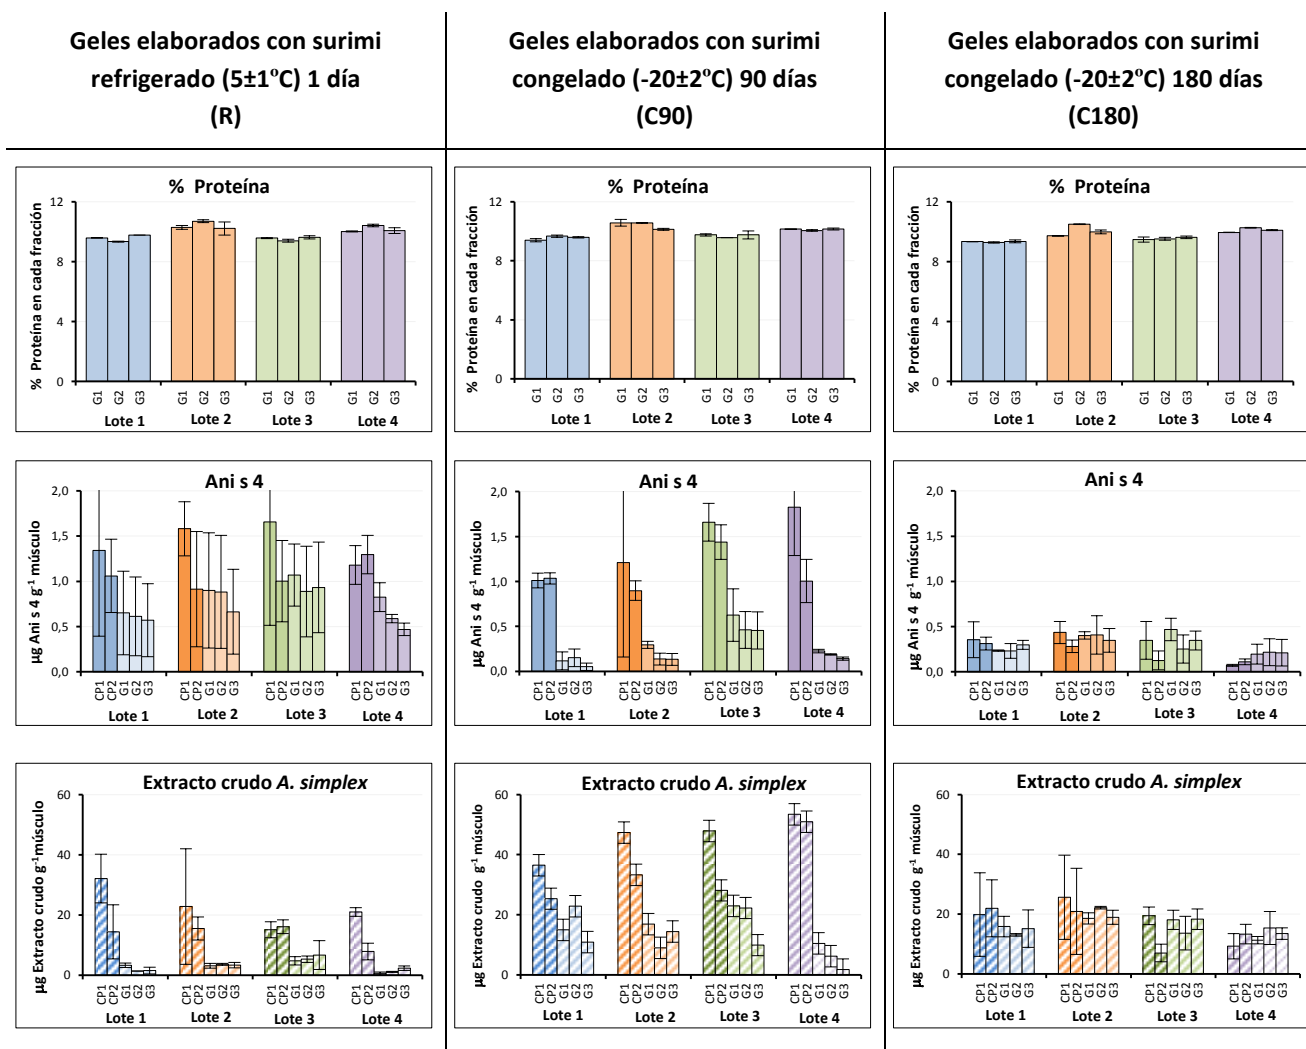 Geles elaborados con surimi
refrigerado (5±1ºC) 1 día
(R)
Geles elaborados con surimi
congelado (-20±2ºC) 90 días
(C90)
Geles elaborados con surimi
congelado (-20±2ºC) 180 días
(C180)
% Proteína
% Proteína en cada fracción
12
8
4
0
G1 G2 G3 G1 G2 G3 G1 G2 G3 G1 G2 G3
Lote 1 Lote 2 Lote 3 Lote 4
% Proteína
% Proteína en cada fracción
12
8
4
0
G1 G2 G3 G1 G2 G3 G1 G2 G3 G1 G2 G3
Lote 1 Lote 2 Lote 3 Lote 4
% Proteína
% Proteína en cada fracción
12
8
4
0
G1 G2 G3 G1 G2 G3 G1 G2 G3 G1 G2 G3
Lote 1 Lote 2 Lote 3 Lote 4
Ani s 4
µg Ani s 4 g-1 músculo
2,0
1,5
1,0
0,5
0,0
CP1 CP2 G1 G2 G3 CP1 CP2 G1 G2 G3 CP1 CP2 G1 G2 G3 CP1 CP2 G1 G2 G3
Lote 1 Lote 2 Lote 3 Lote 4
Ani s 4
µg Ani s 4 g-1 músculo
2,0
1,5
1,0
0,5
0,0
CP1 CP2 G1 G2 G3 CP1 CP2 G1 G2 G3 CP1 CP2 G1 G2 G3 CP1 CP2 G1 G2 G3
Lote 1 Lote 2 Lote 3 Lote 4
Ani s 4
µg Ani s 4 g-1 músculo
2,0
1,5
1,0
0,5
0,0
CP1 CP2 G1 G2 G3 CP1 CP2 G1 G2 G3 CP1 CP2 G1 G2 G3 CP1 CP2 G1 G2 G3
Lote 1 Lote 2 Lote 3 Lote 4
Extracto crudo A. simplex
µg Extracto crudo g-1 músculo
60
40
20
0
CP1 CP2 G1 G2 G3 CP1 CP2 G1 G2 G3 CP1 CP2 G1 G2 G3 CP1 CP2 G1 G2 G3
Lote 1 Lote 2 Lote 3 Lote 4
Extracto crudo A. simplex
µg Extracto crudo g-1 músculo
60
40
20
0
CP1 CP2 G1 G2 G3 CP1 CP2 G1 G2 G3 CP1 CP2 G1 G2 G3 CP1 CP2 G1 G2 G3
Lote 1 Lote 2 Lote 3 Lote 4
Extracto crudo A. simplex
µg Extracto crudo g-1 músculo
60
40
20
0
CP1 CP2 G1 G2 G3 CP1 CP2 G1 G2 G3 CP1 CP2 G1 G2 G3 CP1 CP2 G1 G2 G3
Lote 1 Lote 2 Lote 3 Lote 4